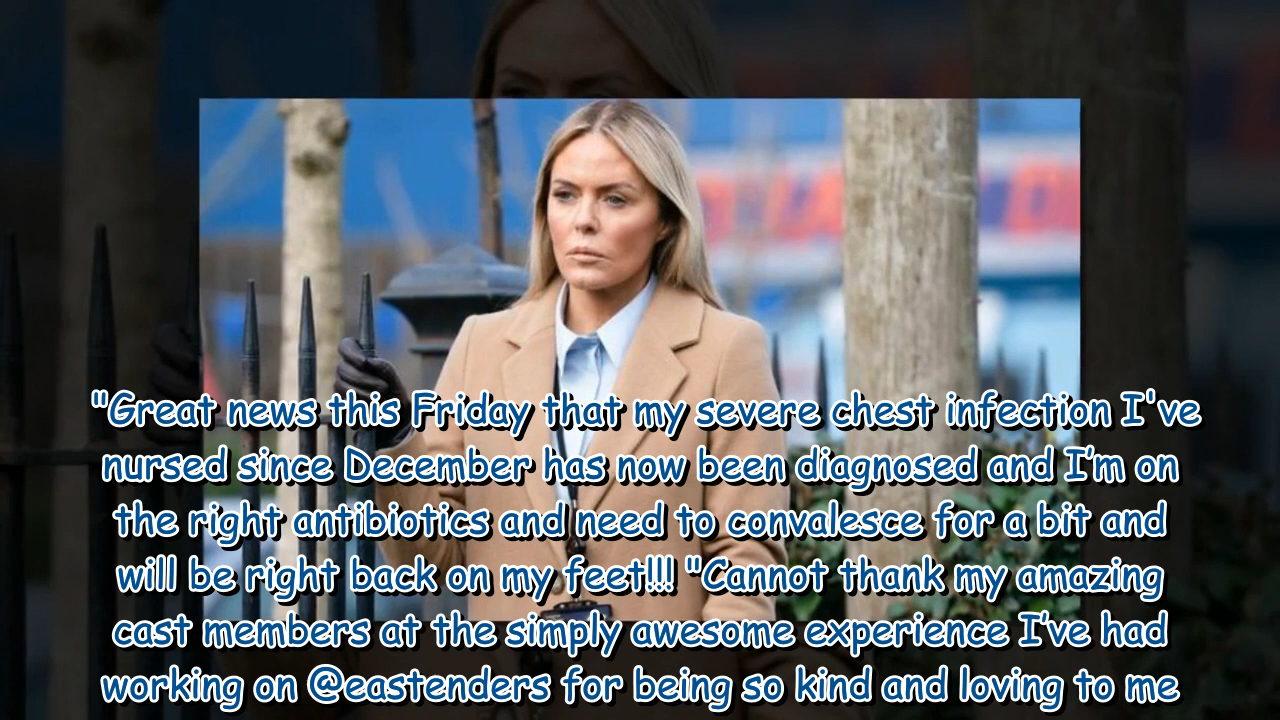 "Great news this Friday that my severe chest infection I've
nursed since December has now been diagnosed and I’m on
the right antibiotics and need to convalesce for a bit and
will be right back on my feet!!! "Cannot thank my amazing
cast members at the simply awesome experience I’ve had
working on @eastenders for being so kind and loving to me